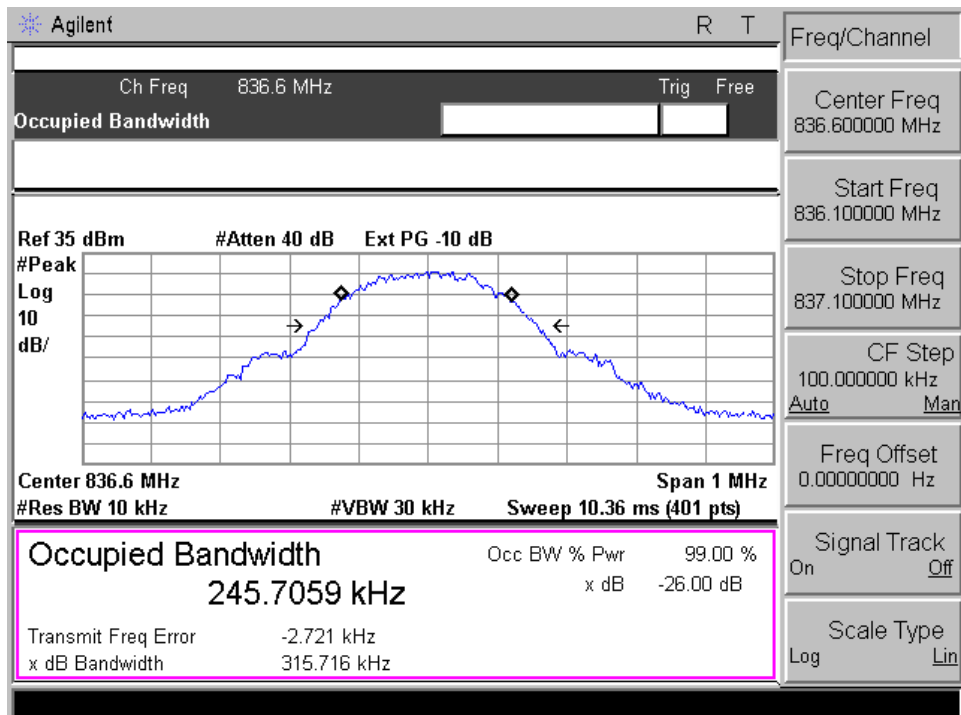 Agilent R T
Ch Freq 836.6 MHz Trig Free
Occupied Bandwidth
Ref 35 dBm #Atten 40 dB Ext PG -10 dB
#Peak
Log
10
dB/
Center 836.6 MHz Span 1 MHz
#Res BW 10 kHz #VBW 30 kHz Sweep 10.36 ms (401 pts)
Occupied Bandwidth Occ BW % Pwr 99.00 %
245.7059 kHz x dB -26.00 dB
Transmit Freq Error -2.721 kHz
x dB Bandwidth 315.716 kHz
Freq/Channel
Center Freq
836.600000 MHz
Start Freq
836.100000 MHz
Stop Freq
837.100000 MHz
CF Step
100.000000 kHz
Auto Man
Freq Offset
0.00000000 Hz
Signal Track
On Off
Scale Type
Log Lin